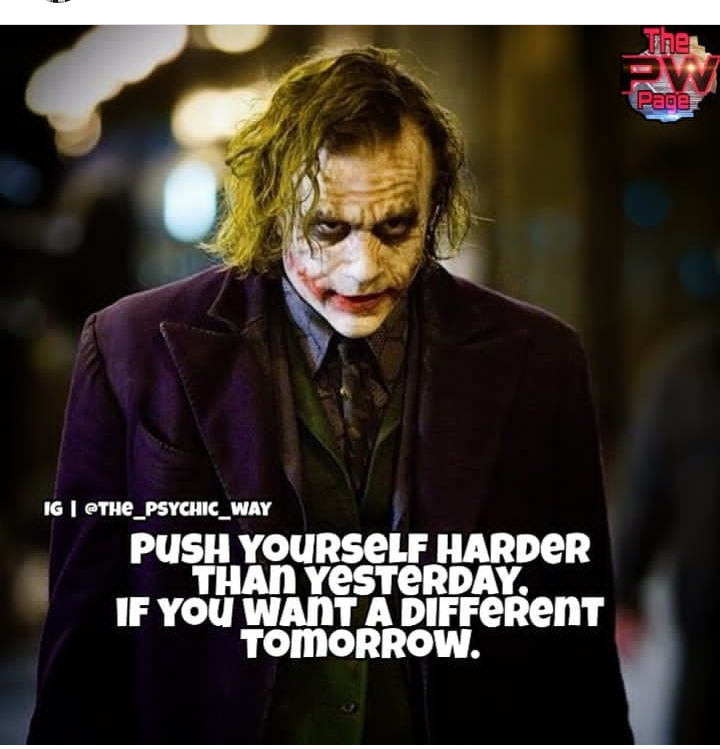 The
PW
Page
IG | @THe_PSYCHIC_WAY
PUSH YOURSeLF HARDeR
THAn YeSTeRDAY.
IF YOU WAnT A DIFFeRenT
TOmORROW.